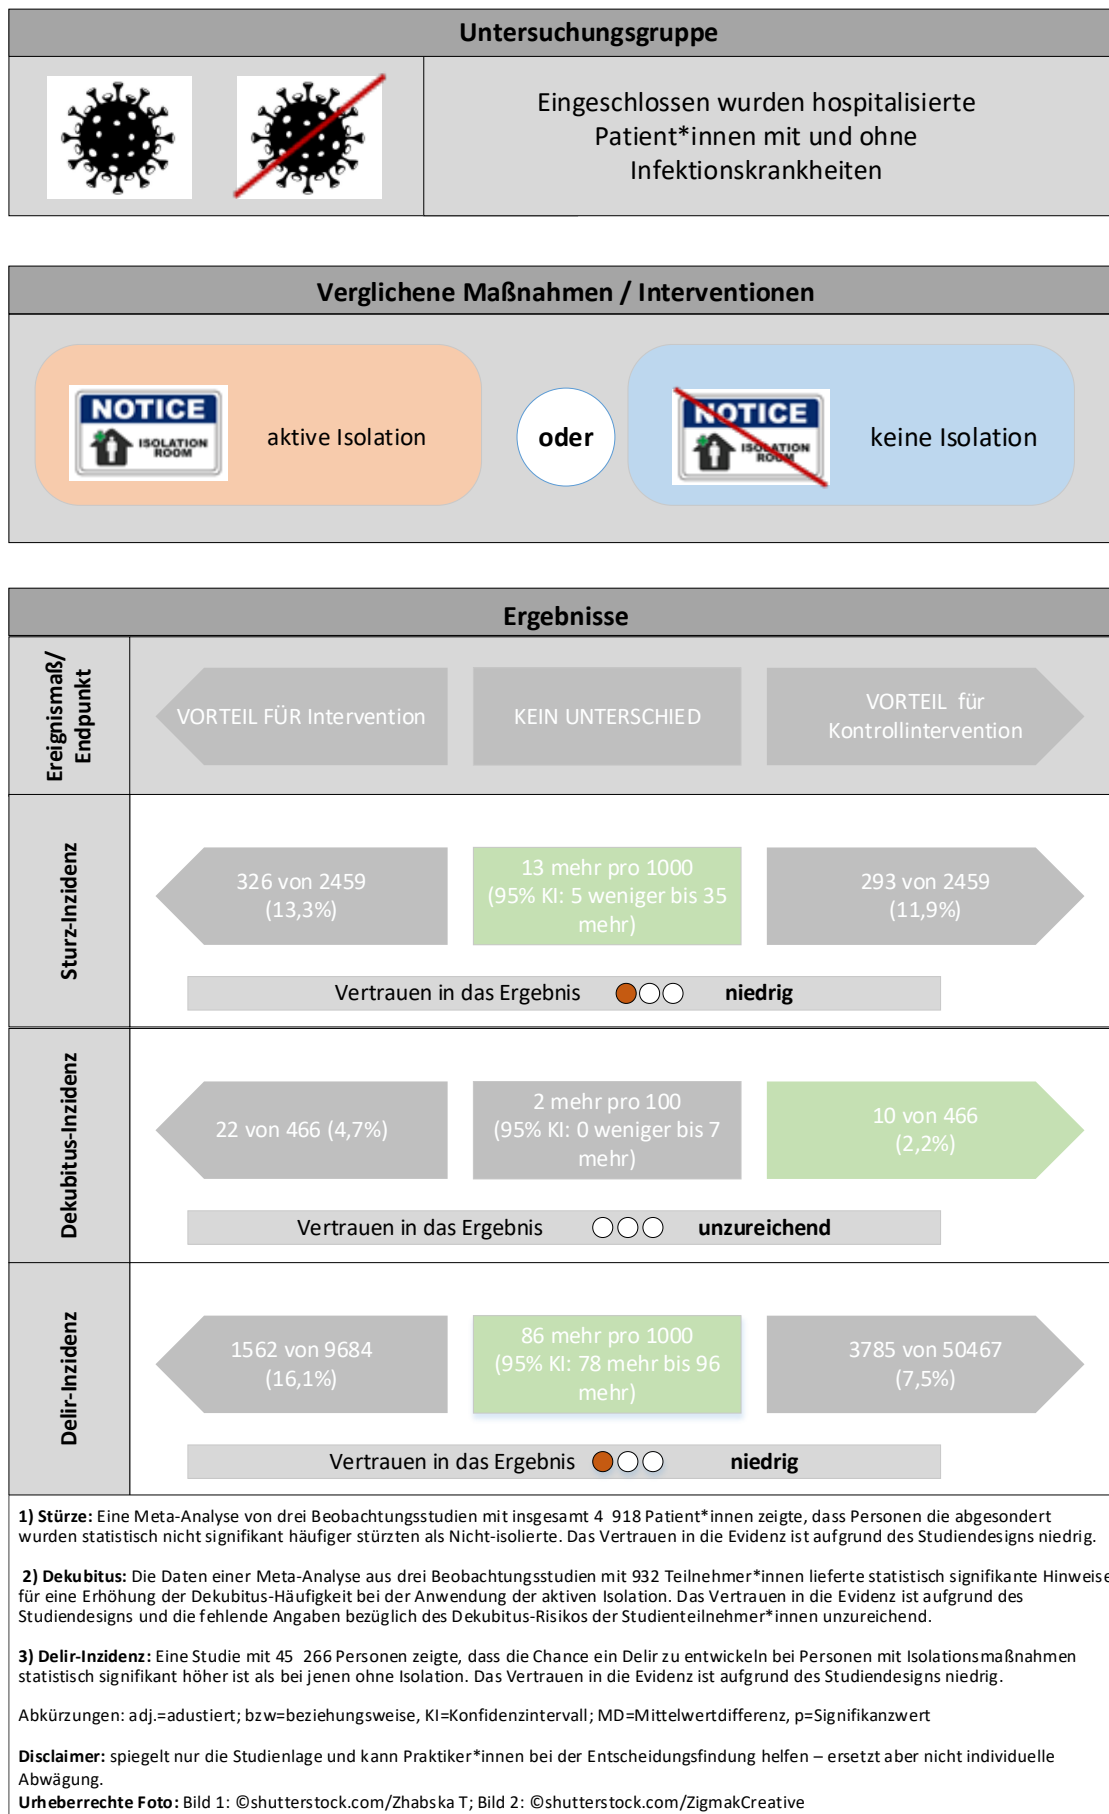 Untersuchungsgruppe
Eingeschlossen wurden hospitalisierte
Patient*innen mit und ohne
Infektionskrankheiten
Verglichene Maßnahmen / Interventionen
NOTICE
ISOLATION
ROOM
aktive Isolation
oder
NOTICE
ISOLATION
ROOM
keine Isolation
Ergebnisse
Ereignismaß/
Endpunkt
VORTEIL FÜR Intervention
KEIN UNTERSCHIED
VORTEIL für
Kontrollintervention
Sturz-Inzidenz
326 von 2459
(13,3%)
13 mehr pro 1000
(95% KI: 5 weniger bis 35
mehr)
293 von 2459
(11,9%)
Vertrauen in das Ergebnis niedrig
Dekubitus-Inzidenz
22 von 466 (4,7%)
2 mehr pro 100
(95% KI: 0 weniger bis 7
mehr)
10 von 466
(2,2%)
Vertrauen in das Ergebnis unzureichend
Delir-Inzidenz
1562 von 9684
(16,1%)
86 mehr pro 1000
(95% KI: 78 mehr bis 96
mehr)
3785 von 50467
(7,5%)
Vertrauen in das Ergebnis niedrig
1) Stürze: Eine Meta-Analyse von drei Beobachtungsstudien mit insgesamt 4 918 Patient*innen zeigte, dass Personen die abgesondert
wurden statistisch nicht signifikant häufiger stürzten als Nicht-isolierte. Das Vertrauen in die Evidenz ist aufgrund des Studiendesigns niedrig.
2) Dekubitus: Die Daten einer Meta-Analyse aus drei Beobachtungsstudien mit 932 Teilnehmer*innen lieferte statistisch signifikante Hinweise
für eine Erhöhung der Dekubitus-Häufigkeit bei der Anwendung der aktiven Isolation. Das Vertrauen in die Evidenz ist aufgrund des
Studiendesigns und die fehlende Angaben bezüglich des Dekubitus-Risikos der Studienteilnehmer*innen unzureichend.
3) Delir-Inzidenz: Eine Studie mit 45 266 Personen zeigte, dass die Chance ein Delir zu entwickeln bei Personen mit Isolationsmaßnahmen
statistisch signifikant höher ist als bei jenen ohne Isolation. Das Vertrauen in die Evidenz ist aufgrund des Studiendesigns niedrig.
Abkürzungen: adj.=adustiert; bzw=beziehungsweise, KI=Konfidenzintervall; MD=Mittelwertdifferenz, p=Signifikanzwert
Disclaimer: spiegelt nur die Studienlage und kann Praktiker*innen bei der Entscheidungsfindung helfen – ersetzt aber nicht individuelle
Abwägung.
Urheberrechte Foto: Bild 1: ©shutterstock.com/Zhabska T; Bild 2: ©shutterstock.com/ZigmakCreative